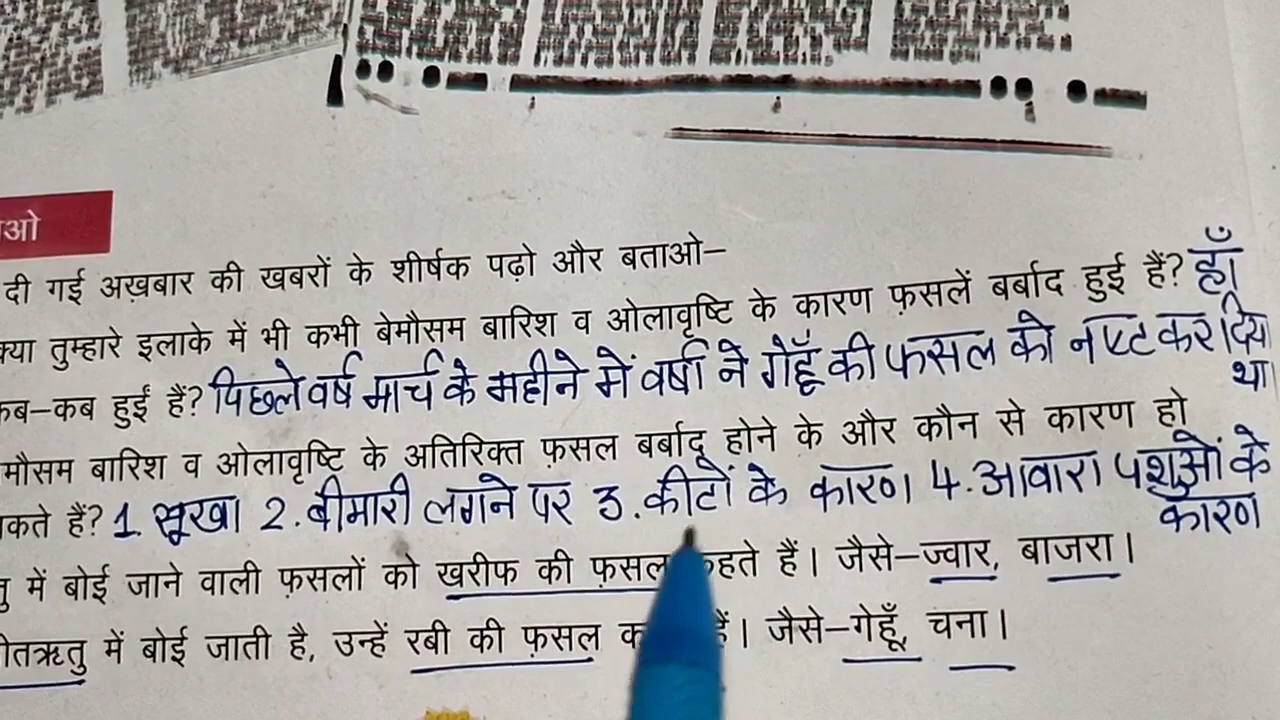 ओ
दी गई अख़बार की खबरों के शीर्षक पढ़ो और बताओ–
क्या तुम्हारे इलाके में भी कभी बेमौसम बारिश व ओलावृष्टि के कारण फ़सलें बर्बाद हुई हैं? हाँ
कब–कब हुई हैं? पिछले वर्ष मार्च के महीने में वर्षा ने गेहूँ की फसल को नष्ट कर दिया था।
मौसम बारिश व ओलावृष्टि के अतिरिक्त फ़सल बर्बाद होने के और कौन से कारण हो
कते हैं? 1. सूखा 2. बीमारी लगने पर 3. कीटों के कारण 4. आवारा पशुओं के कारण
तु में बोई जाने वाली फ़सलों को खरीफ की फ़सल कहते हैं। जैसे–ज्वार, बाजरा।
ीतऋतु में बोई जाती है, उन्हें रबी की फ़सल हैं। जैसे–गेहूँ, चना।